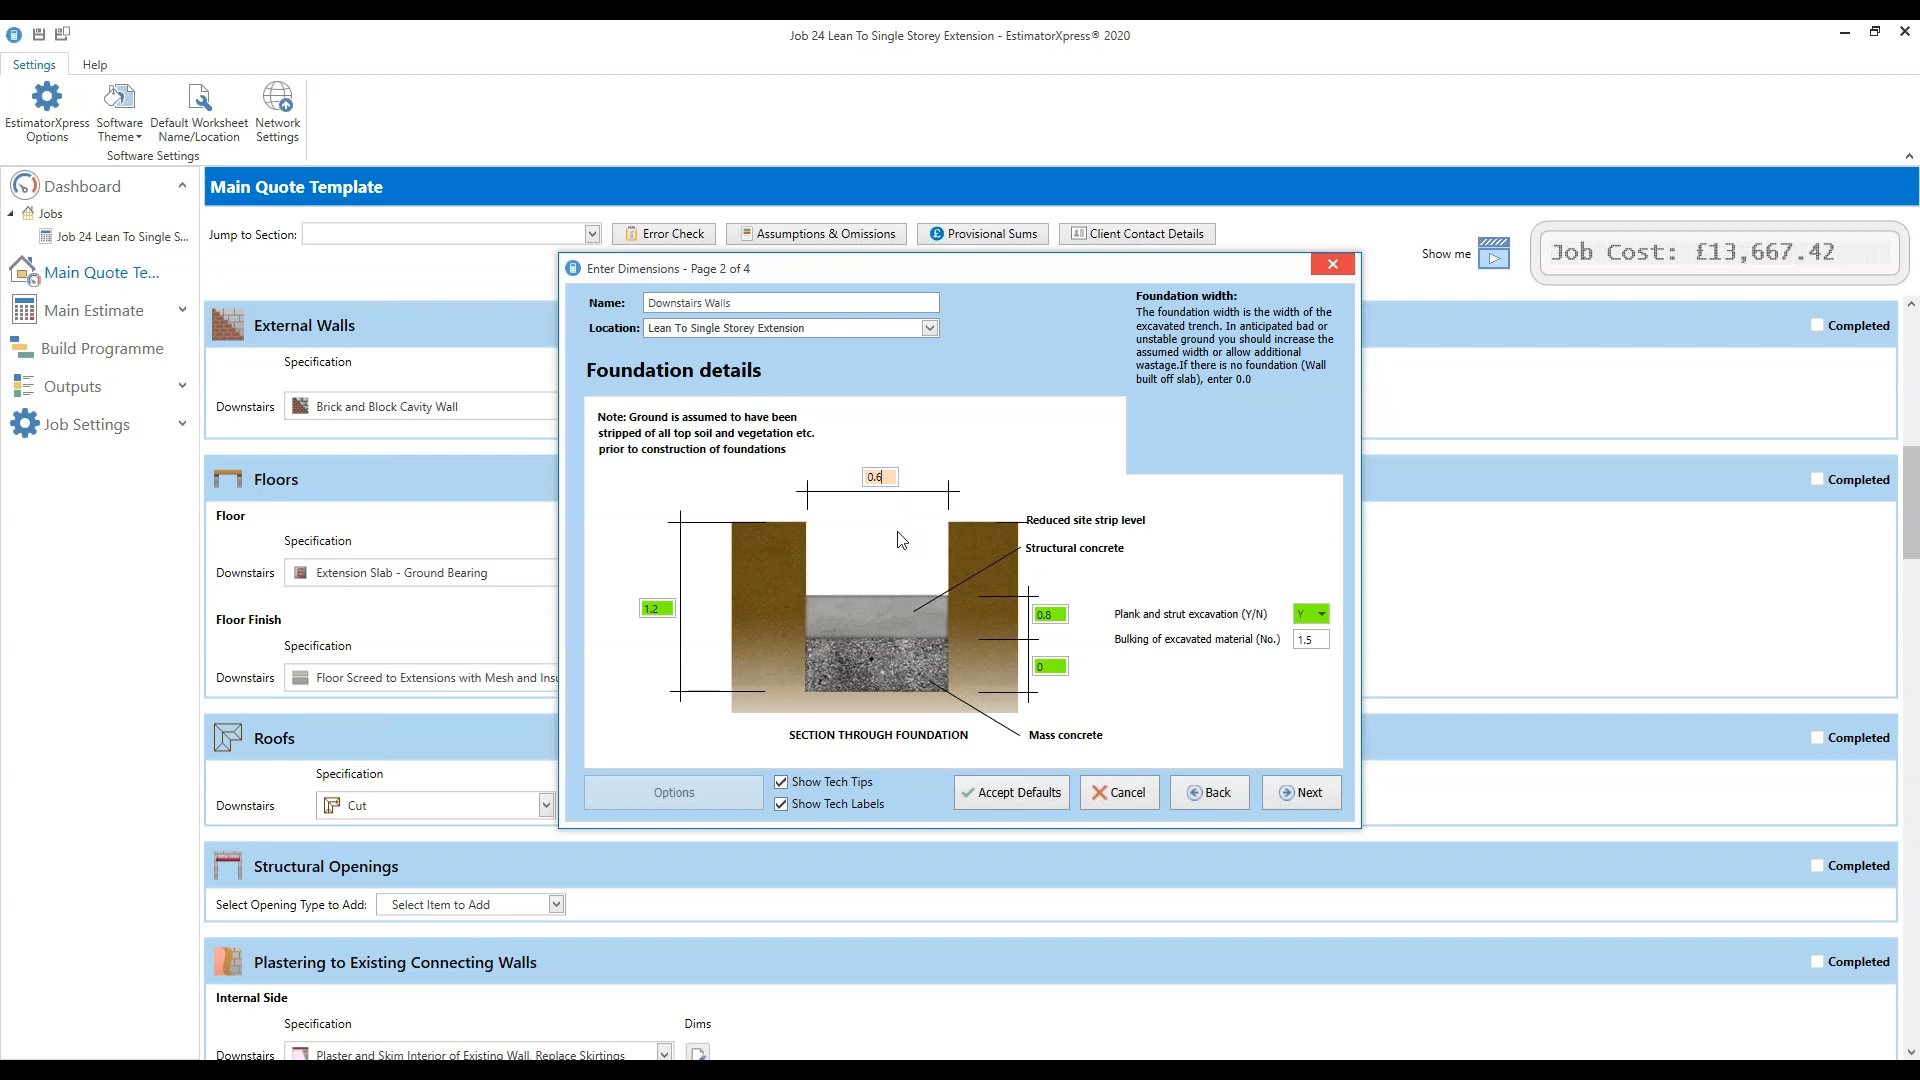 Job 24 Lean To Single Storey Extension - EstimatorXpress® 2020
Settings
Help
EstimatorXpress Options
Software Theme
Default Worksheet Name/Location
Network Settings
Software Settings
Dashboard
Jobs
Job 24 Lean To Single S...
Main Quote Te...
Main Estimate
Build Programme
Outputs
Job Settings
Main Quote Template
Jump to Section:
Error Check
Assumptions & Omissions
Provisional Sums
Client Contact Details
Show me
Job Cost: £13,667.42
External Walls
Completed
Specification
Downstairs
Brick and Block Cavity Wall
Floors
Completed
Floor
Specification
Downstairs
Extension Slab - Ground Bearing
Floor Finish
Specification
Downstairs
Floor Screed to Extensions with Mesh and Insu
Roofs
Completed
Specification
Downstairs
Cut
Structural Openings
Completed
Select Opening Type to Add:
Select Item to Add
Plastering to Existing Connecting Walls
Completed
Internal Side
Specification
Dims
Downstairs
Plaster and Skim Interior of Existing Wall, Replace Skirtings
Enter Dimensions - Page 2 of 4
Name:
Downstairs Walls
Location:
Lean To Single Storey Extension
Foundation width:
The foundation width is the width of the
excavated trench. In anticipated bad or
unstable ground you should increase the
assumed width or allow additional
wastage.If there is no foundation (Wall
built off slab), enter 0.0
Foundation details
Note: Ground is assumed to have been
stripped of all top soil and vegetation etc.
prior to construction of foundations
0.6
Reduced site strip level
Structural concrete
1.2
0.8
0
Plank and strut excavation (Y/N)
Y
Bulking of excavated material (No.)
1.5
SECTION THROUGH FOUNDATION
Mass concrete
Options
Show Tech Tips
Show Tech Labels
Accept Defaults
Cancel
Back
Next